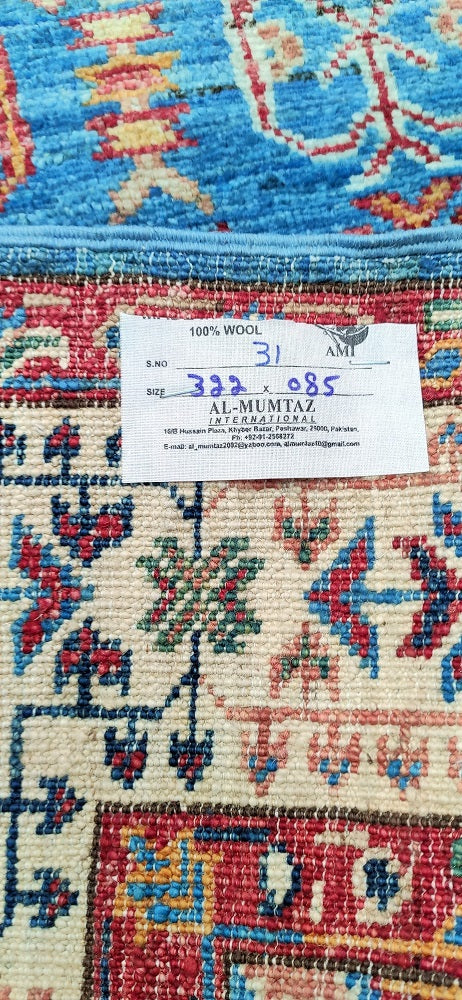 100% WOOL
S.NO 31 AMI
SIZE 322 x 085
AL-MUMTAZ
INTERNATIONAL
16/B Hussain Plaza, Khyber Bazar, Peshawar, 25000, Pakistan,
Ph: +92-91-2568272
E-mail: al_mumtaz2002@yahoo.com, almumtaz40@gmail.com